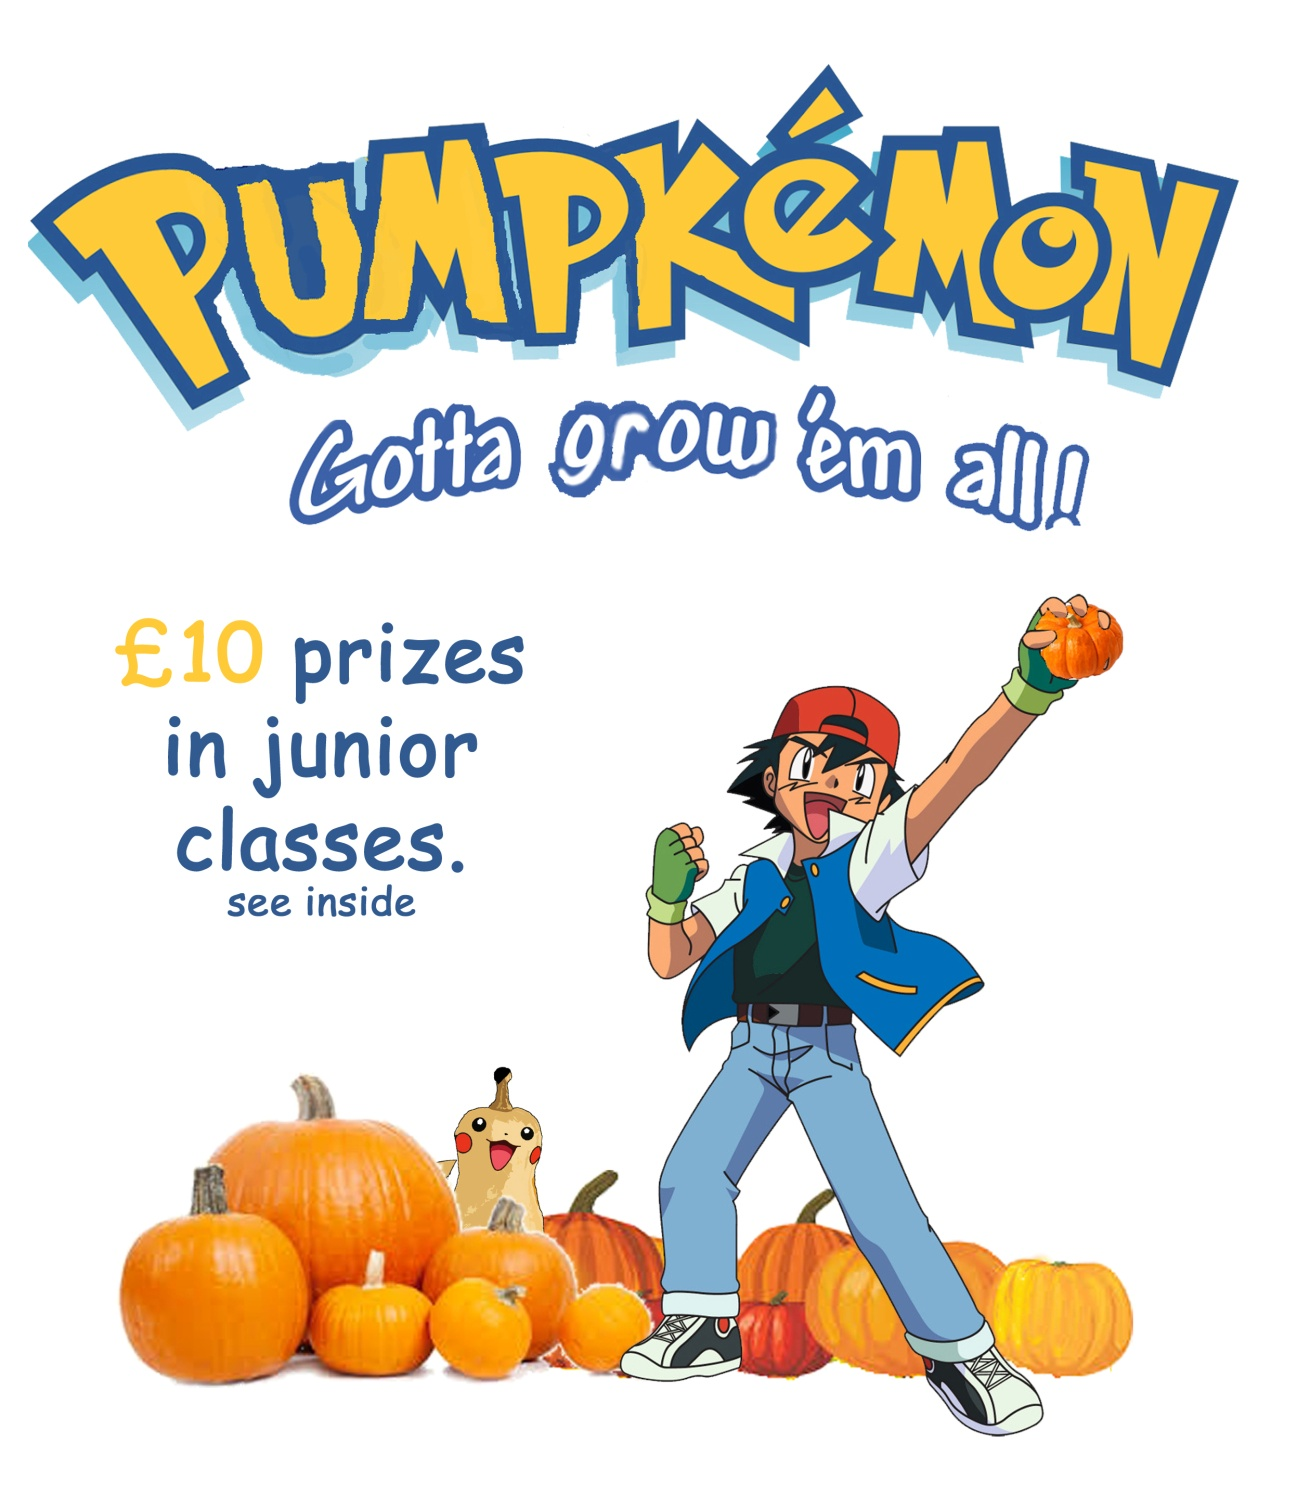 PUMPKéMON
Gotta grow 'em all!
£10 prizes
in junior
classes.
see inside